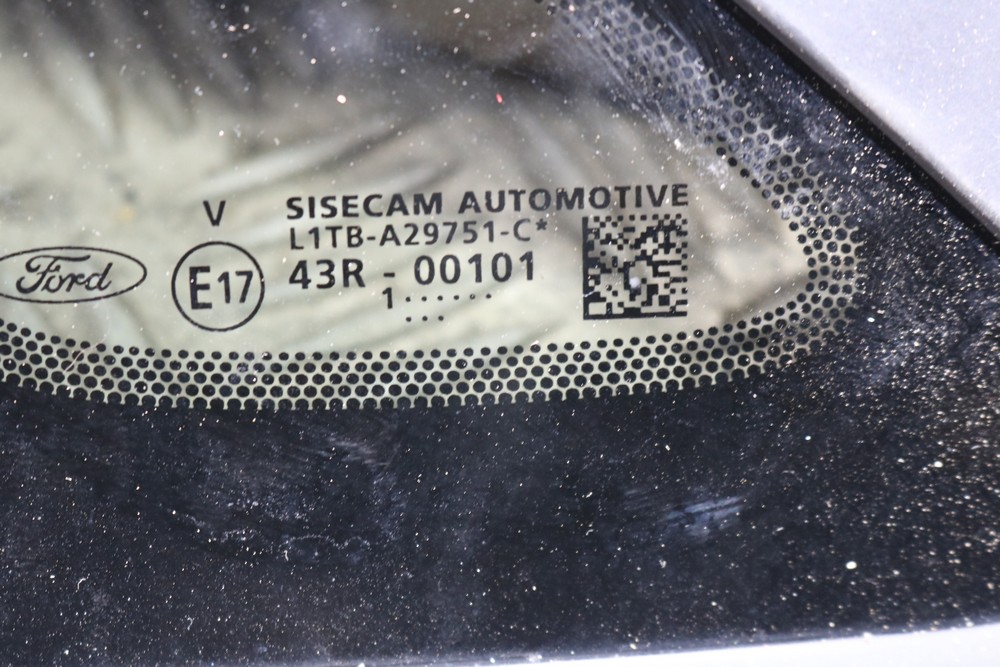 SISECAM AUTOMOTIVE
V
L1TB-A29751-C*
Ford
E17
43R - 00101
1......
...